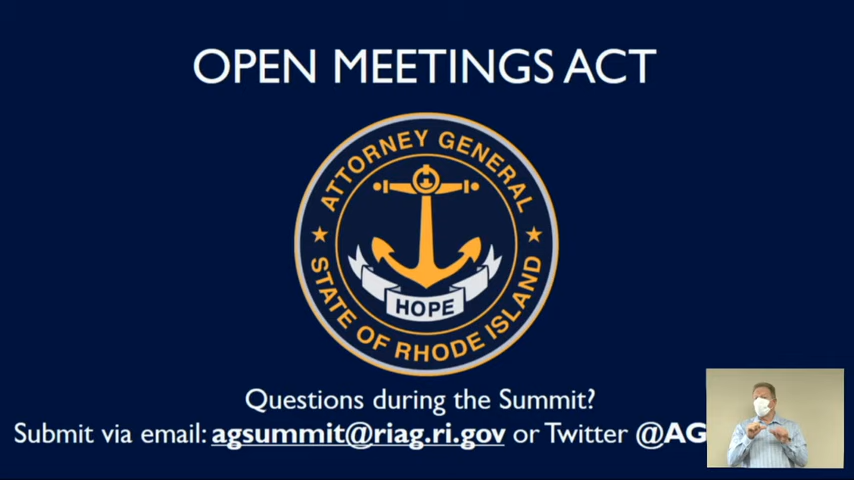 OPEN MEETINGS ACT
ATTORNEY GENERAL
STATE OF RHODE ISLAND
HOPE
Questions during the Summit?
Submit via email: agsummit@riag.ri.gov or Twitter @AG